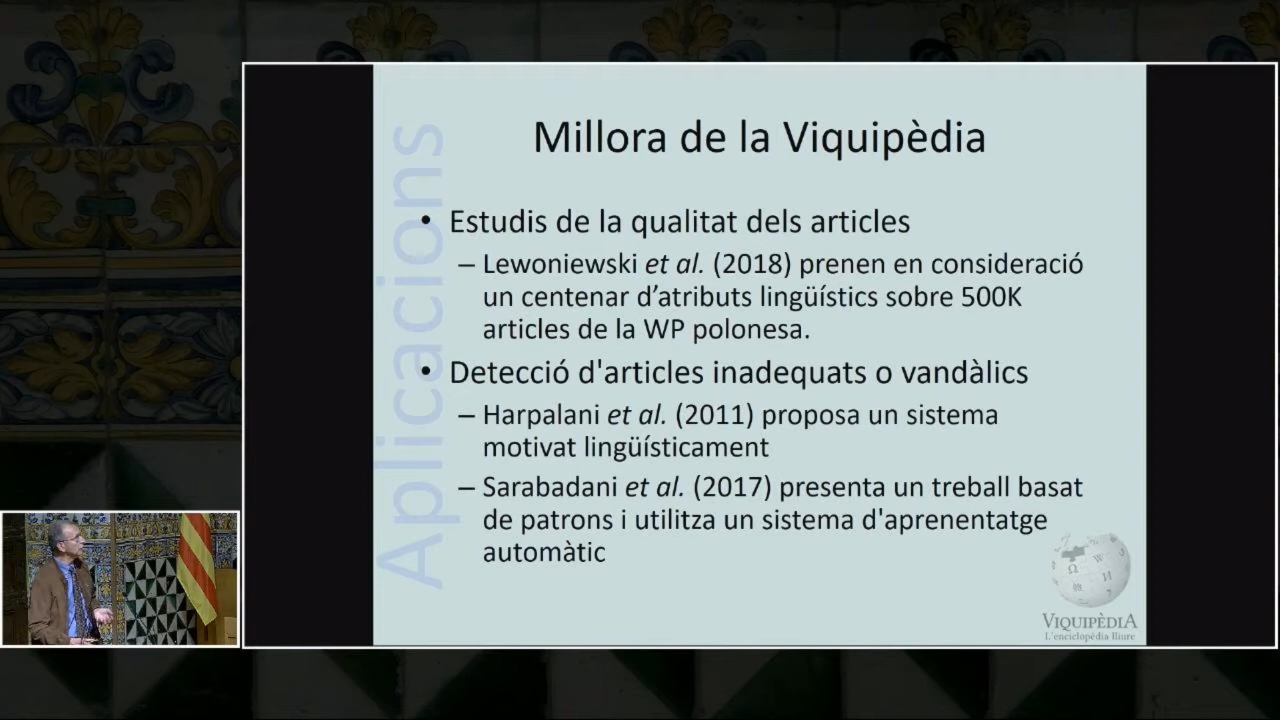 Aplicacions
Millora de la Viquipèdia
• Estudis de la qualitat dels articles
– Lewoniewski et al. (2018) prenen en consideració
un centenar d’atributs lingüístics sobre 500K
articles de la WP polonesa.
• Detecció d'articles inadequats o vandàlics
– Harpalani et al. (2011) proposa un sistema
motivat lingüísticament
– Sarabadani et al. (2017) presenta un treball basat
de patrons i utilitza un sistema d'aprenentatge
automàtic
VIQUIPÈDIA
L'enciclopèdia lliure